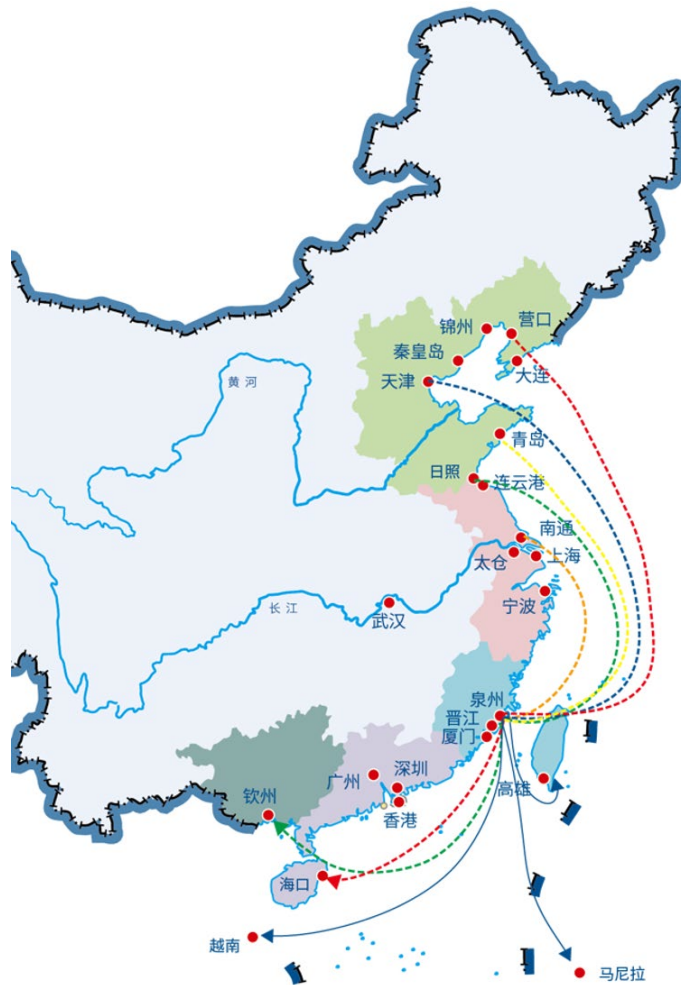 锦州
营口
秦皇岛
大连
天津
黄河
青岛
日照
连云港
南通
太仓
上海
宁波
长江
武汉
泉州
晋江
厦门
广州
深圳
高雄
钦州
香港
海口
越南
马尼拉